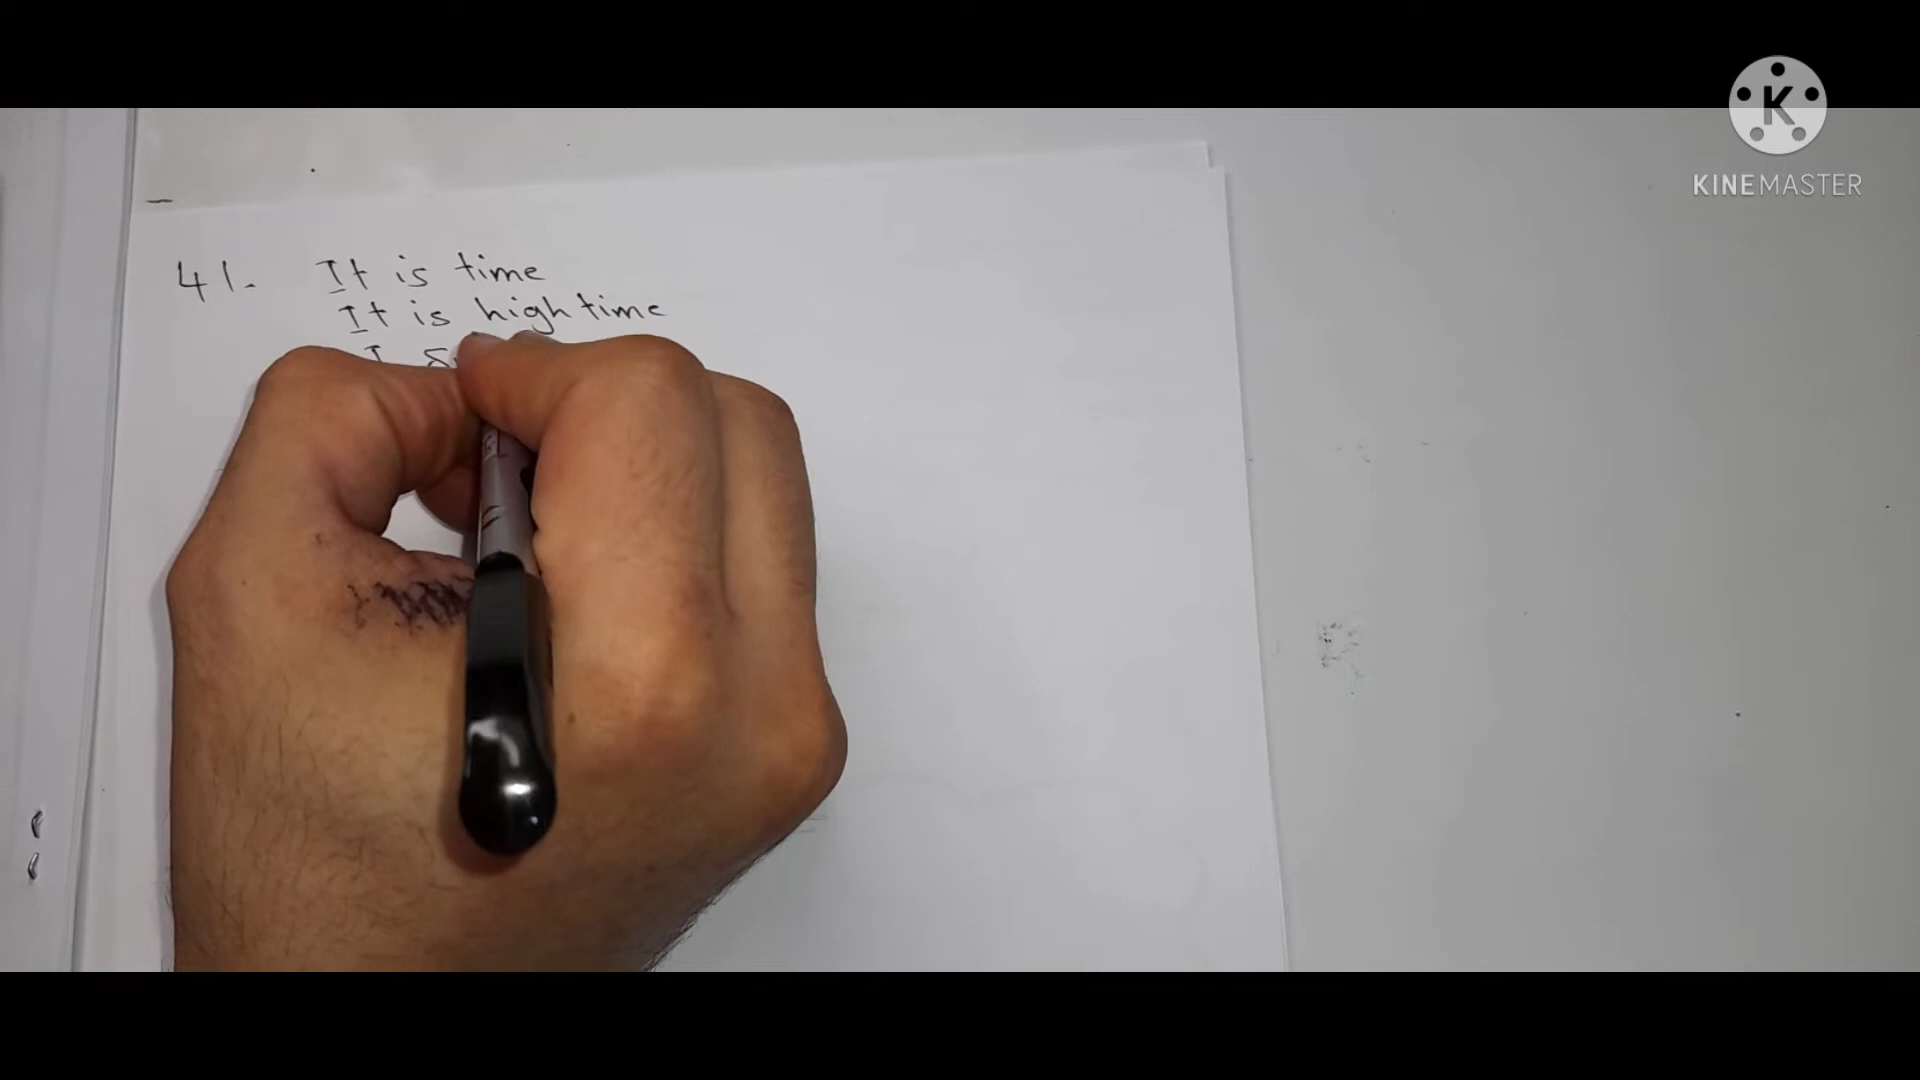 41. It is time
It is high time
I
K
KINEMASTER